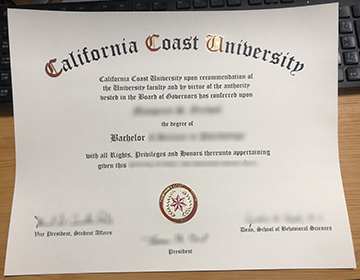 California Coast University
California Coast University upon recommendation of
the University faculty and by virtue of the authority
vested in the Board of Governors has conferred upon
the degree of
Bachelor
with all Rights, Privileges and Honors thereunto appertaining
given this
Vice President, Student Affairs
Dean, School of Behavioral Sciences
President